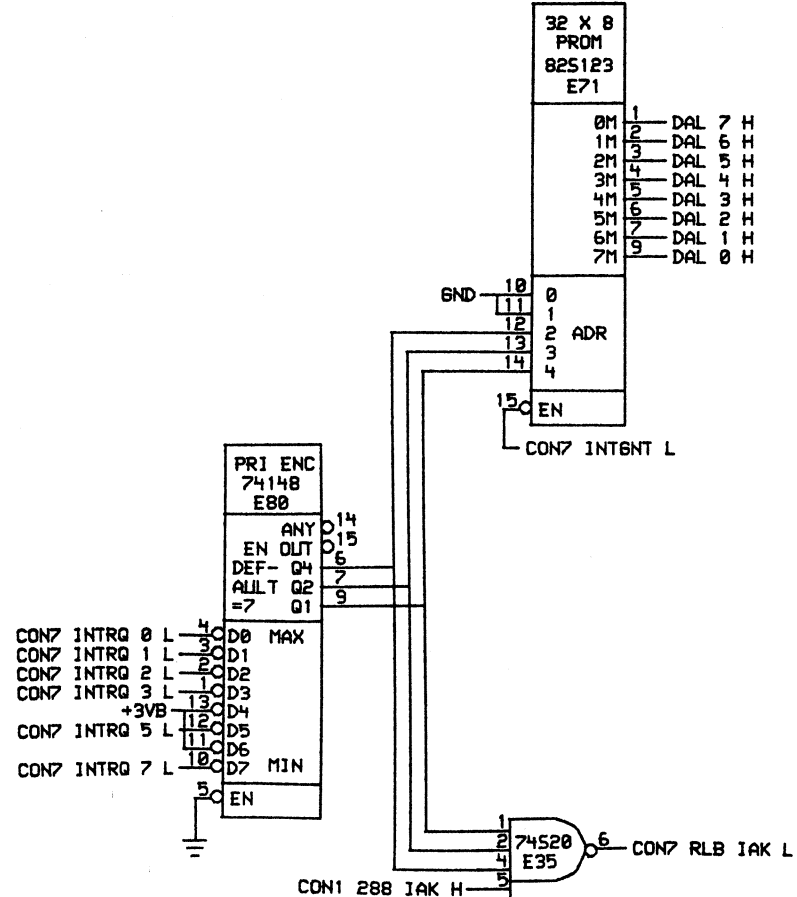 32 X 8
PROM
82S123
E71
0M 1 DAL 7 H
1M 2 DAL 6 H
2M 3 DAL 5 H
3M 4 DAL 4 H
4M 5 DAL 3 H
5M 6 DAL 2 H
6M 7 DAL 1 H
7M 9 DAL 0 H
GND 10 0
11 1
12 2 ADR
13 3
14 4
15 EN
CON7 INTGNT L
PRI ENC
74148
E80
ANY 14
EN OUT 15
DEF- Q4 6
AULT Q2 7
=7 Q1 9
CON7 INTRQ 0 L 4 D0 MAX
CON7 INTRQ 1 L 3 D1
CON7 INTRQ 2 L 2 D2
CON7 INTRQ 3 L 1 D3
+3VB 13 D4
CON7 INTRQ 5 L 12 D5
11 D6
CON7 INTRQ 7 L 10 D7 MIN
5 EN
1
2 74S20 6 CON7 RLB IAK L
4 E35
CON1 288 IAK H 5